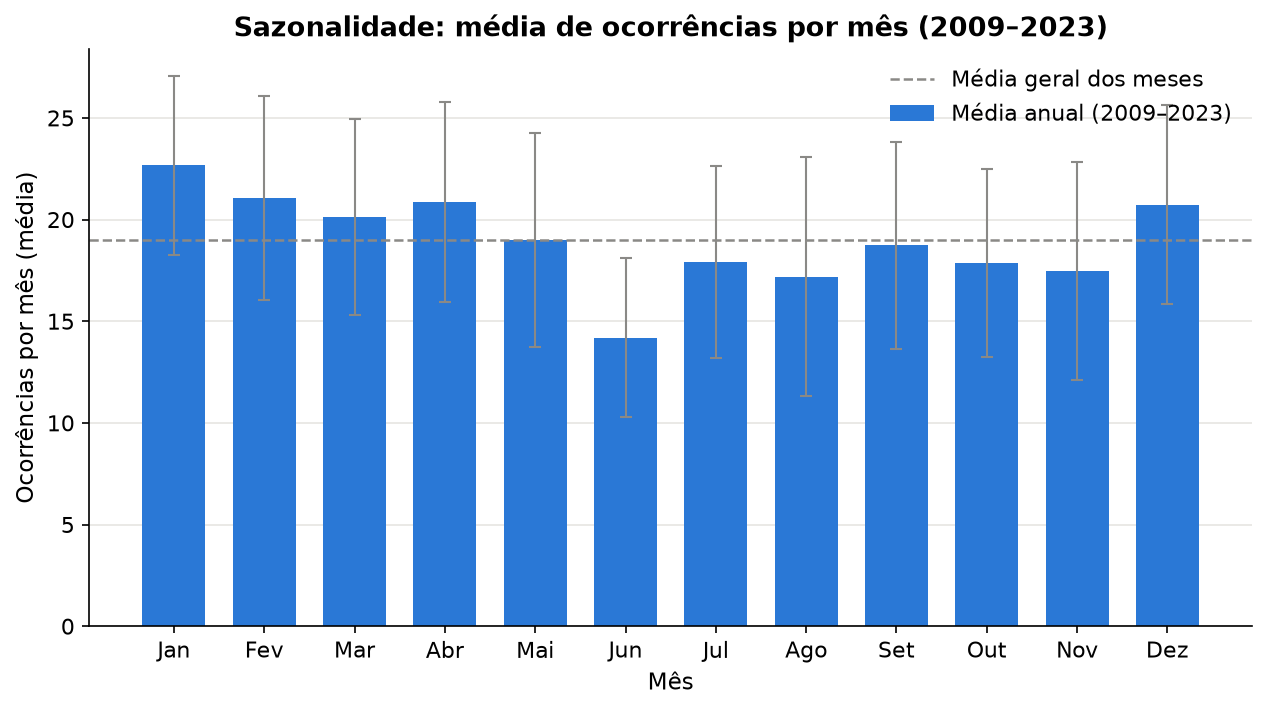 Sazonalidade: média de ocorrências por mês (2009–2023)
Média geral dos meses
Média anual (2009–2023)
Ocorrências por mês (média)
25
20
15
10
5
0
Jan Fev Mar Abr Mai Jun Jul Ago Set Out Nov Dez
Mês